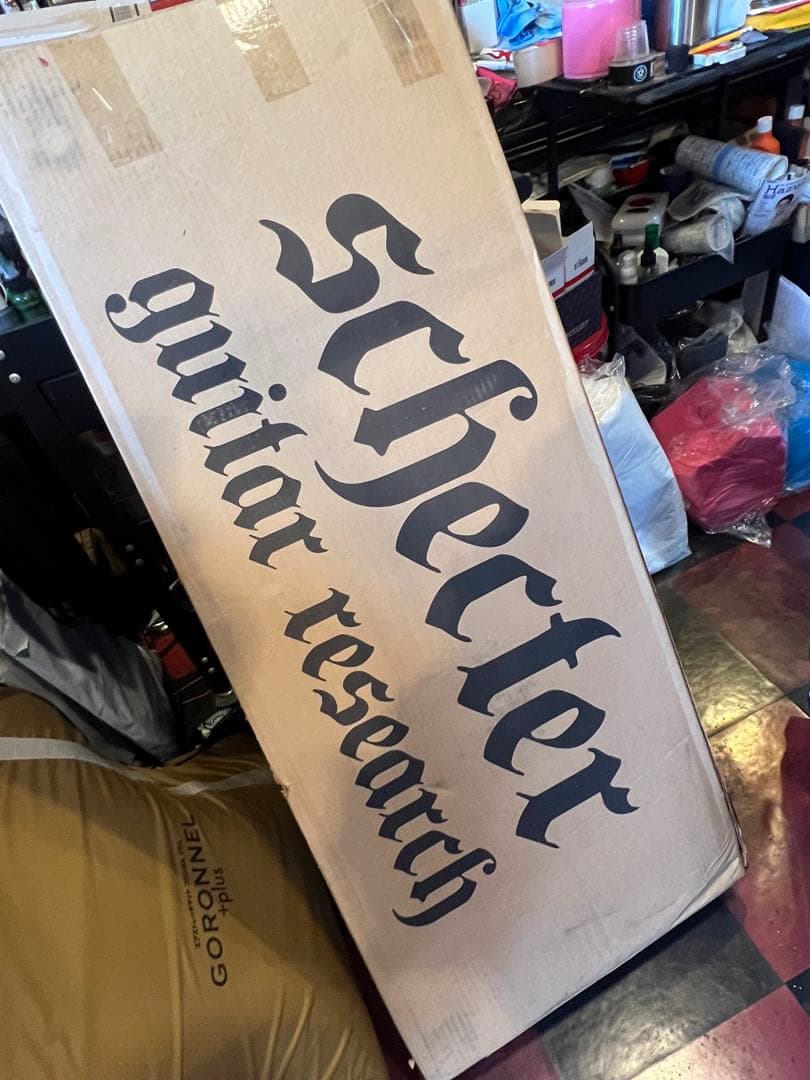 schecter
guitar research
GORONNEL
+plus